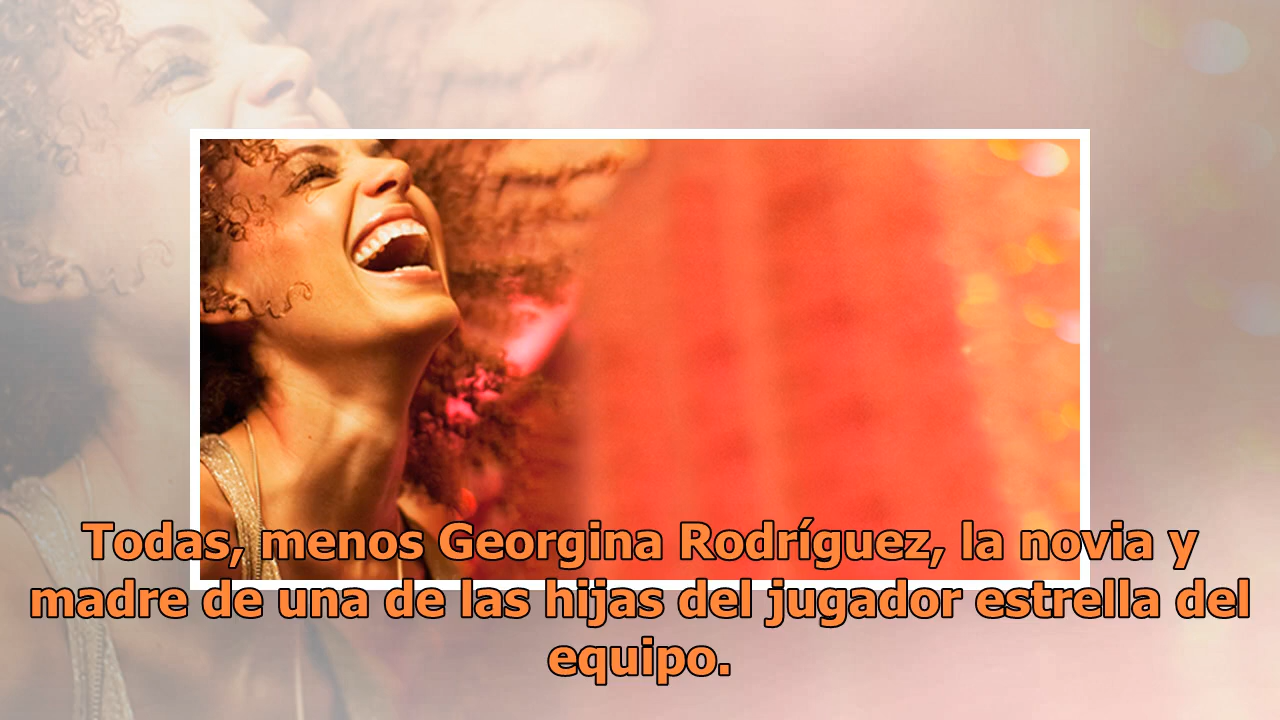 Todas, menos Georgina Rodríguez, la novia y
madre de una de las hijas del jugador estrella del
equipo.